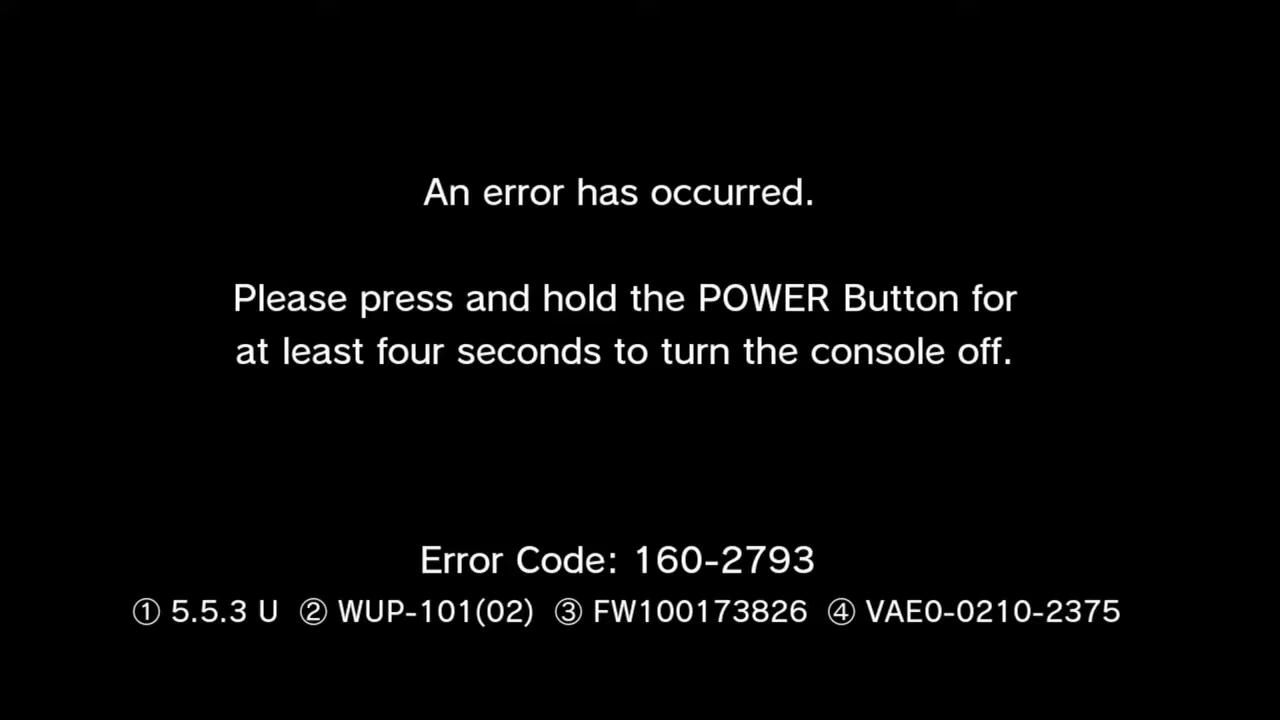 An error has occurred.
Please press and hold the POWER Button for
at least four seconds to turn the console off.
Error Code: 160-2793
① 5.5.3 U ② WUP-101(02) ③ FW100173826 ④ VAE0-0210-2375